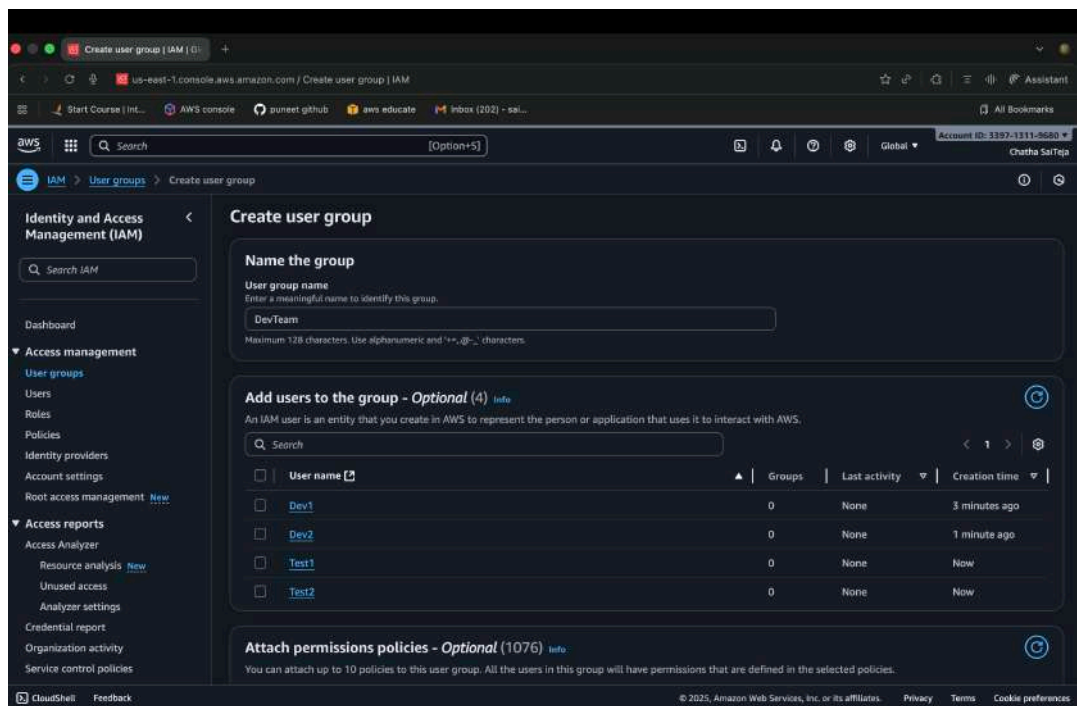 Create user group | IAM | Gl
us-east-1.console.aws.amazon.com / Create user group | IAM
Assistant
Start Course | Int...
AWS console
puneet github
aws educate
Inbox (202) - sai...
All Bookmarks
aws
Search
[Option+S]
Global
Account ID: 3397-1311-9680
Chatha SaiTeja
IAM > User groups > Create user group
Identity and Access Management (IAM)
Search IAM
Dashboard
Access management
User groups
Users
Roles
Policies
Identity providers
Account settings
Root access management New
Access reports
Access Analyzer
Resource analysis New
Unused access
Analyzer settings
Credential report
Organization activity
Service control policies
Create user group
Name the group
User group name
Enter a meaningful name to identify this group.
DevTeam
Maximum 128 characters. Use alphanumeric and '+=,.@-_' characters.
Add users to the group - Optional (4) Info
An IAM user is an entity that you create in AWS to represent the person or application that uses it to interact with AWS.
Search
< 1 >
User name Groups Last activity Creation time
Dev1 0 None 3 minutes ago
Dev2 0 None 1 minute ago
Test1 0 None Now
Test2 0 None Now
Attach permissions policies - Optional (1076) Info
You can attach up to 10 policies to this user group. All the users in this group will have permissions that are defined in the selected policies.
CloudShell Feedback
© 2025, Amazon Web Services, Inc. or its affiliates. Privacy Terms Cookie preferences